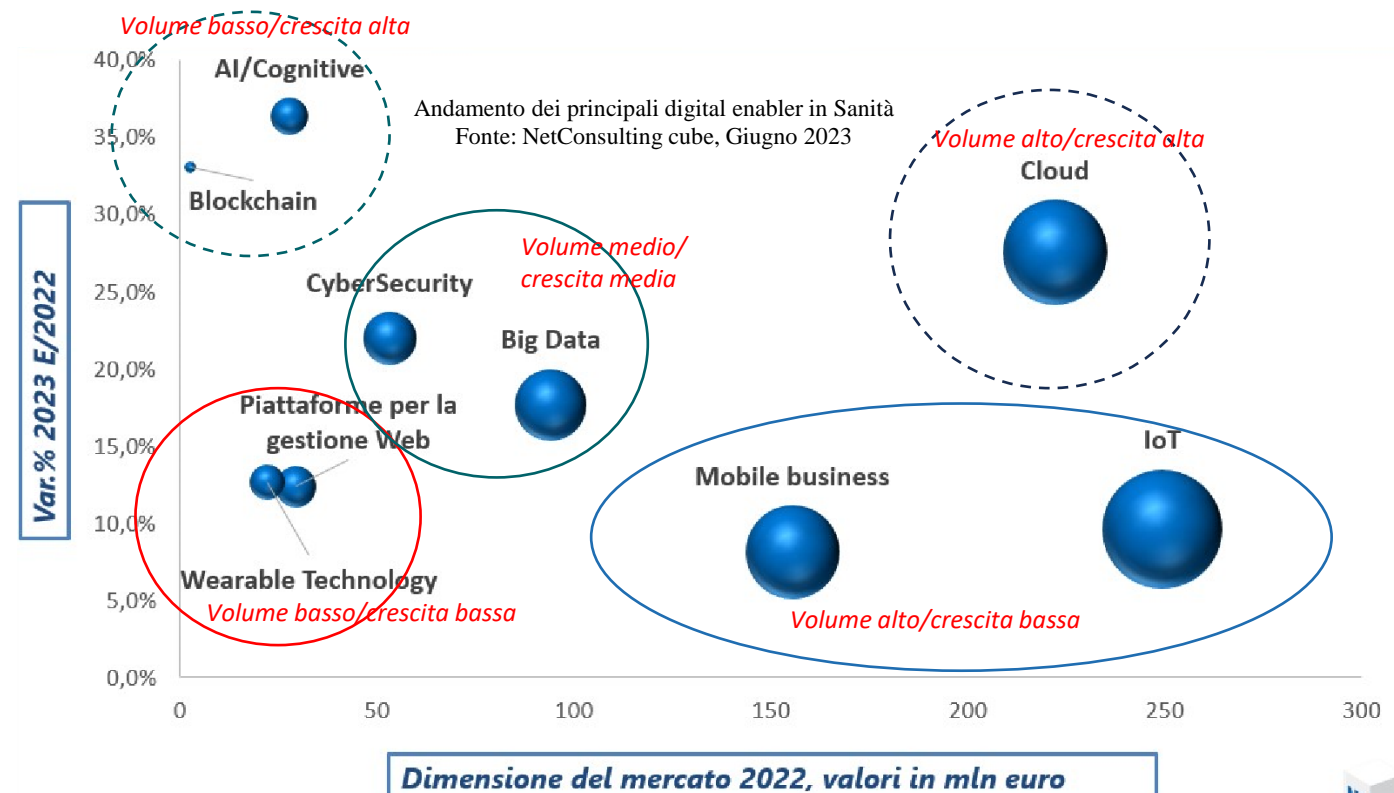 Volume basso/crescita alta
40,0%
AI/Cognitive
Andamento dei principali digital enabler in Sanità
Fonte: NetConsulting cube, Giugno 2023
35,0%
Volume alto/crescita alta
Cloud
Blockchain
30,0%
Volume medio/
crescita media
CyberSecurity
25,0%
Big Data
20,0%
Piattaforme per la
gestione Web
15,0%
IoT
Mobile business
10,0%
Wearable Technology
5,0%
Volume basso/crescita bassa
Volume alto/crescita bassa
0,0%
Var.% 2023 E/2022
0 50 100 150 200 250 300
Dimensione del mercato 2022, valori in mln euro